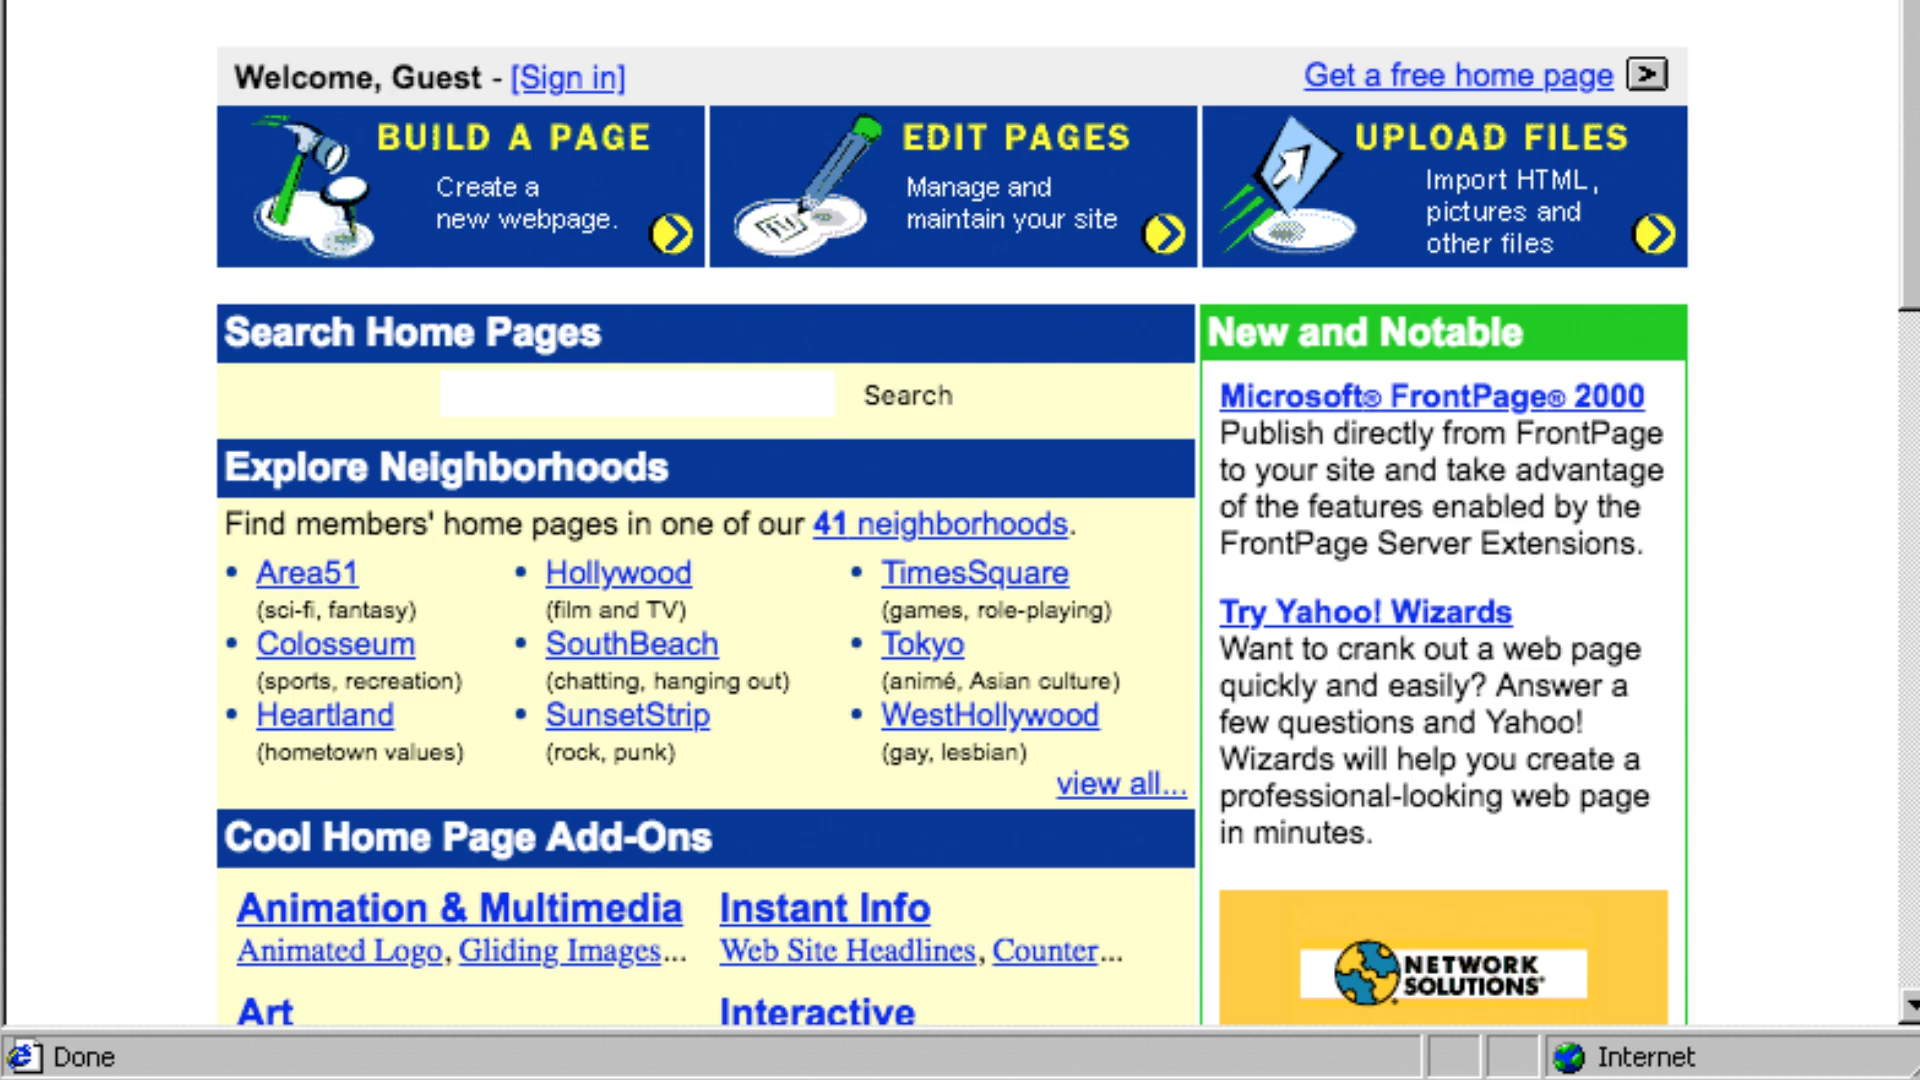 Welcome, Guest - [Sign in]
Get a free home page
BUILD A PAGE
Create a
new webpage.
EDIT PAGES
Manage and
maintain your site
UPLOAD FILES
Import HTML,
pictures and
other files
Search Home Pages
Search
Explore Neighborhoods
Find members' home pages in one of our 41 neighborhoods.
• Area51
(sci-fi, fantasy)
• Colosseum
(sports, recreation)
• Heartland
(hometown values)
• Hollywood
(film and TV)
• SouthBeach
(chatting, hanging out)
• SunsetStrip
(rock, punk)
• TimesSquare
(games, role-playing)
• Tokyo
(animé, Asian culture)
• WestHollywood
(gay, lesbian)
view all...
Cool Home Page Add-Ons
Animation & Multimedia
Animated Logo, Gliding Images...
Instant Info
Web Site Headlines, Counter...
Art
Interactive
New and Notable
Microsoft® FrontPage® 2000
Publish directly from FrontPage
to your site and take advantage
of the features enabled by the
FrontPage Server Extensions.
Try Yahoo! Wizards
Want to crank out a web page
quickly and easily? Answer a
few questions and Yahoo!
Wizards will help you create a
professional-looking web page
in minutes.
NETWORK
SOLUTIONS®
Done
Internet